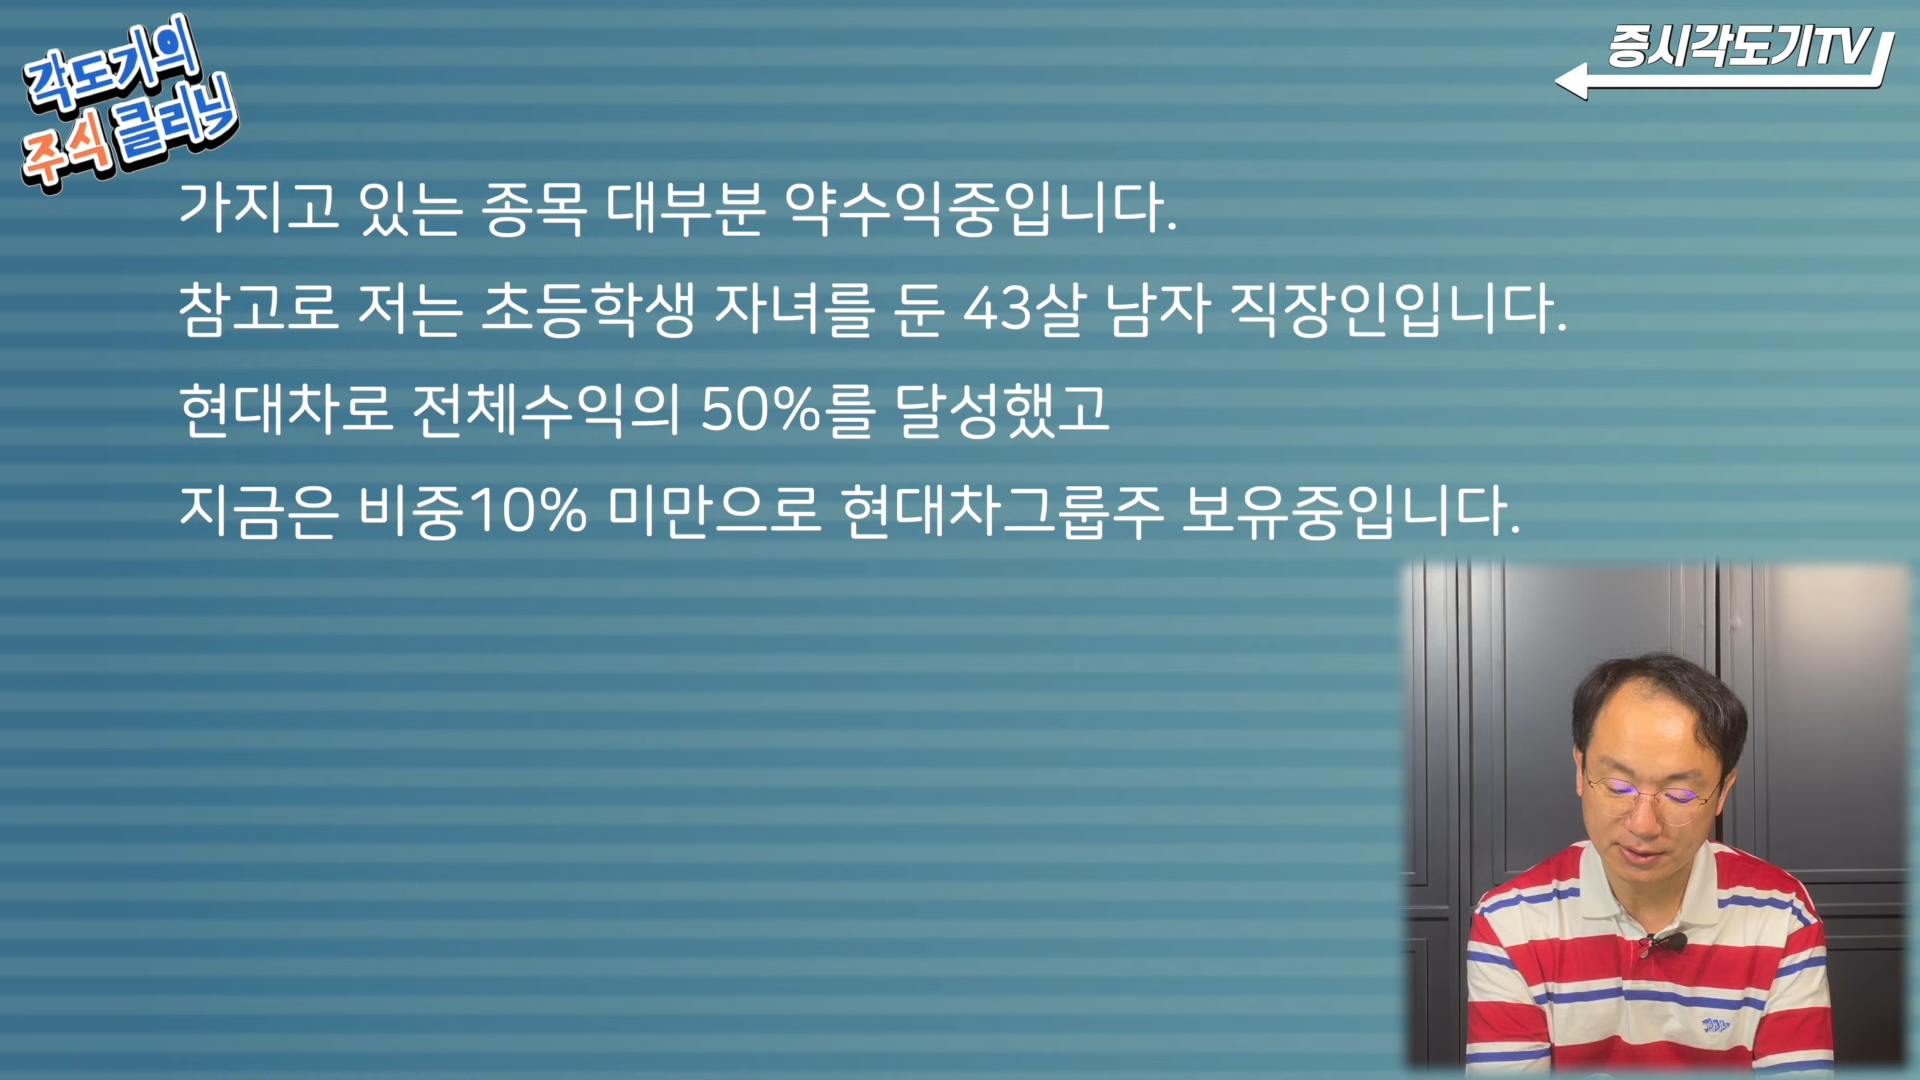 각도기의
주식 클리닉
증시각도기TV
가지고 있는 종목 대부분 약수익중입니다.
참고로 저는 초등학생 자녀를 둔 43살 남자 직장인입니다.
현대차로 전체수익의 50%를 달성했고
지금은 비중10% 미만으로 현대차그룹주 보유중입니다.